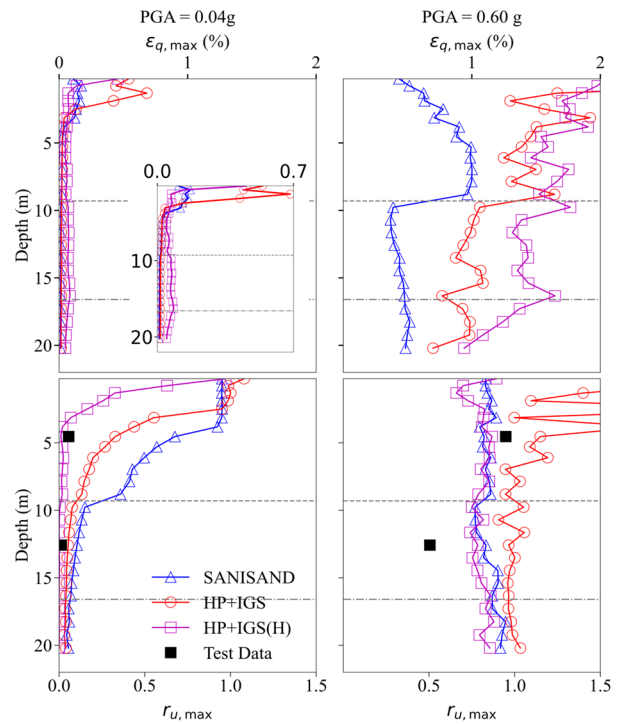 PGA = 0.04g
PGA = 0.60 g
εq,max (%)
εq,max (%)
0 1 2
0 1 2
5
10
15
20
Depth (m)
0.0 0.7
10
20
5
10
15
20
Depth (m)
SANISAND
HP+IGS
HP+IGS(H)
Test Data
0.0 0.5 1.0 1.5
0.5 1.0 1.5
ru,max
ru,max